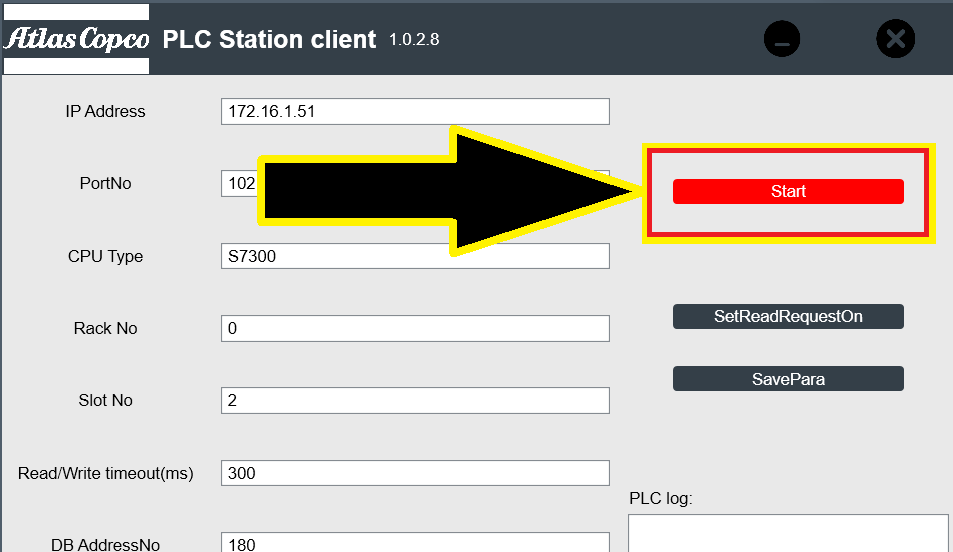 Atlas Copco PLC Station client 1.0.2.8
IP Address 172.16.1.51
PortNo 102
Start
CPU Type S7300
SetReadRequestOn
Rack No 0
SavePara
Slot No 2
Read/Write timeout(ms) 300
PLC log:
DB AddressNo 180